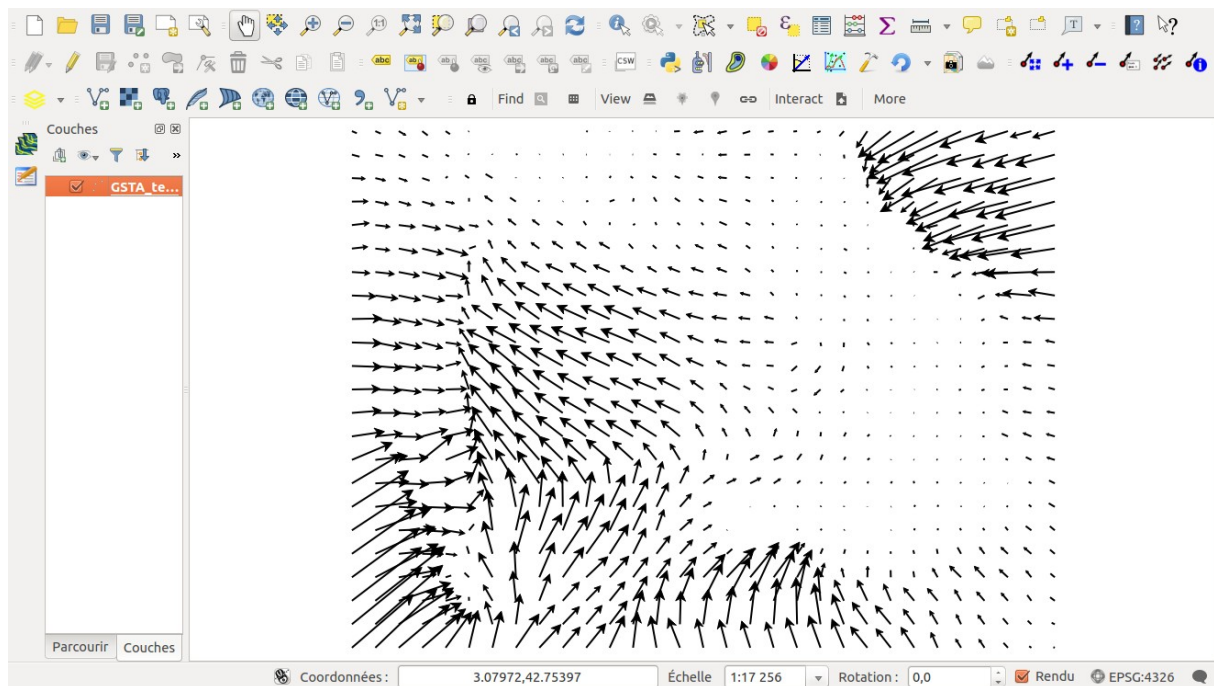 CSW
Find View Interact More
Couches
GSTA_te...
Parcourir Couches
Coordonnées : 3.07972,42.75397 Échelle 1:17 256 Rotation : 0,0 Rendu EPSG:4326